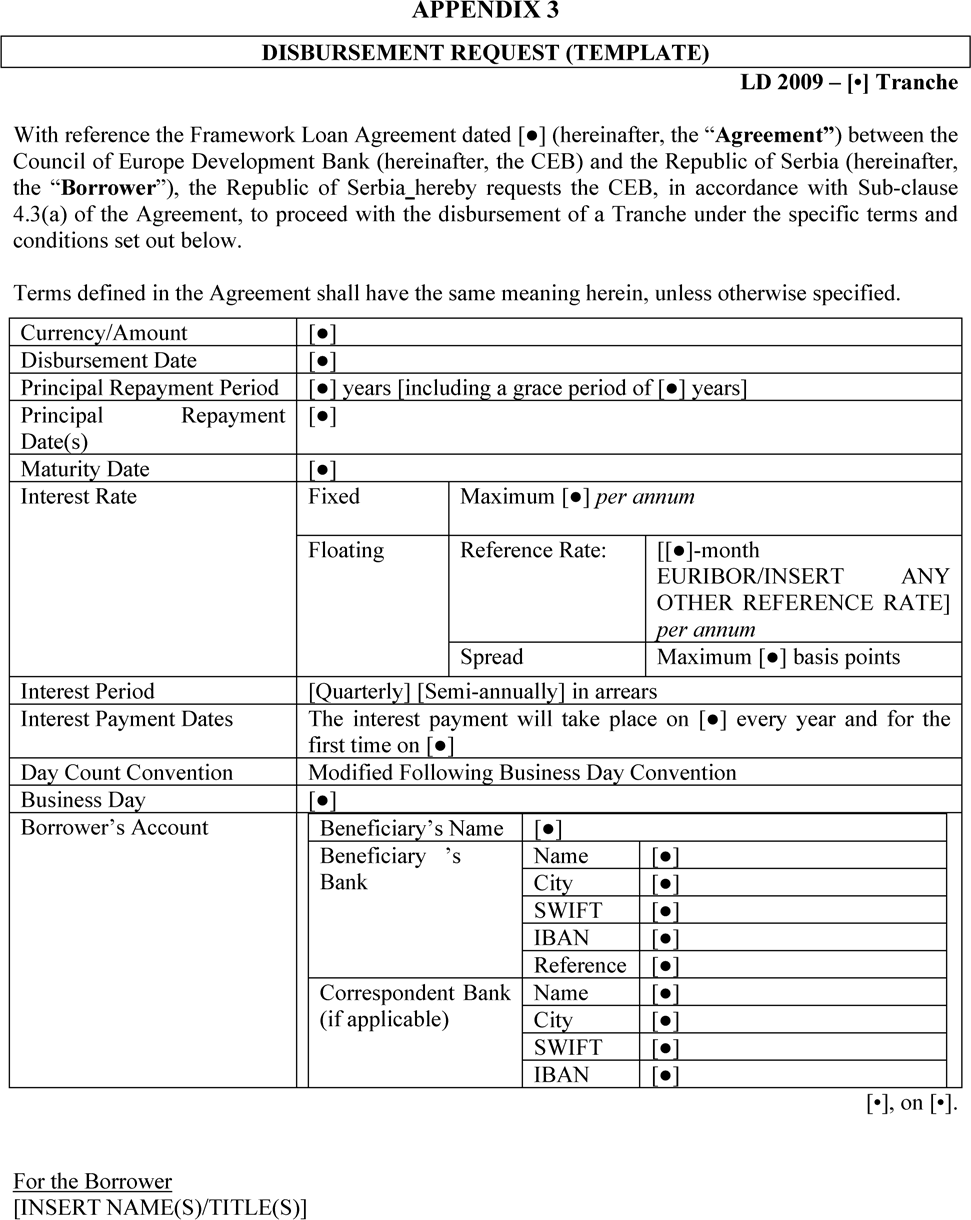 APPENDIX 3
DISBURSEMENT REQUEST (TEMPLATE)
LD 2009 – [•] Tranche
With reference the Framework Loan Agreement dated [●] (hereinafter, the “Agreement”) between the
Council of Europe Development Bank (hereinafter, the CEB) and the Republic of Serbia (hereinafter,
the “Borrower”), the Republic of Serbia hereby requests the CEB, in accordance with Sub-clause
4.3(a) of the Agreement, to proceed with the disbursement of a Tranche under the specific terms and
conditions set out below.
Terms defined in the Agreement shall have the same meaning herein, unless otherwise specified.
Currency/Amount [●]
Disbursement Date [●]
Principal Repayment Period [●] years [including a grace period of [●] years]
Principal Repayment [●]
Date(s)
Maturity Date [●]
Interest Rate Fixed Maximum [●] per annum
Floating Reference Rate: [[●]-month
EURIBOR/INSERT ANY
OTHER REFERENCE RATE]
per annum
Spread Maximum [●] basis points
Interest Period [Quarterly] [Semi-annually] in arrears
Interest Payment Dates The interest payment will take place on [●] every year and for the
first time on [●]
Day Count Convention Modified Following Business Day Convention
Business Day [●]
Borrower’s Account Beneficiary’s Name [●]
Beneficiary ’s Name [●]
Bank City [●]
SWIFT [●]
IBAN [●]
Reference [●]
Correspondent Bank Name [●]
(if applicable) City [●]
SWIFT [●]
IBAN [●]
[•], on [•].
For the Borrower
[INSERT NAME(S)/TITLE(S)]